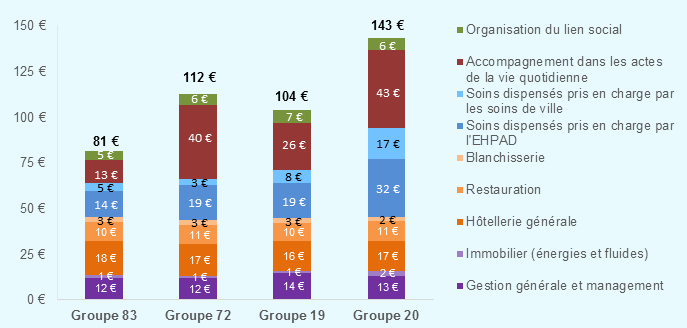 150 €
125 €
100 €
75 €
50 €
25 €
0 €
81 €
5 €
13 €
5 €
14 €
3 €
10 €
18 €
1 €
12 €
112 €
6 €
40 €
3 €
19 €
3 €
11 €
17 €
1 €
12 €
104 €
7 €
26 €
8 €
19 €
3 €
10 €
16 €
1 €
14 €
143 €
6 €
43 €
17 €
32 €
2 €
11 €
17 €
2 €
13 €
Groupe 83
Groupe 72
Groupe 19
Groupe 20
Organisation du lien social
Accompagnement dans les actes
de la vie quotidienne
Soins dispensés pris en charge par
les soins de ville
Soins dispensés pris en charge par
l'EHPAD
Blanchisserie
Restauration
Hôtellerie générale
Immobilier (énergies et fluides)
Gestion générale et management